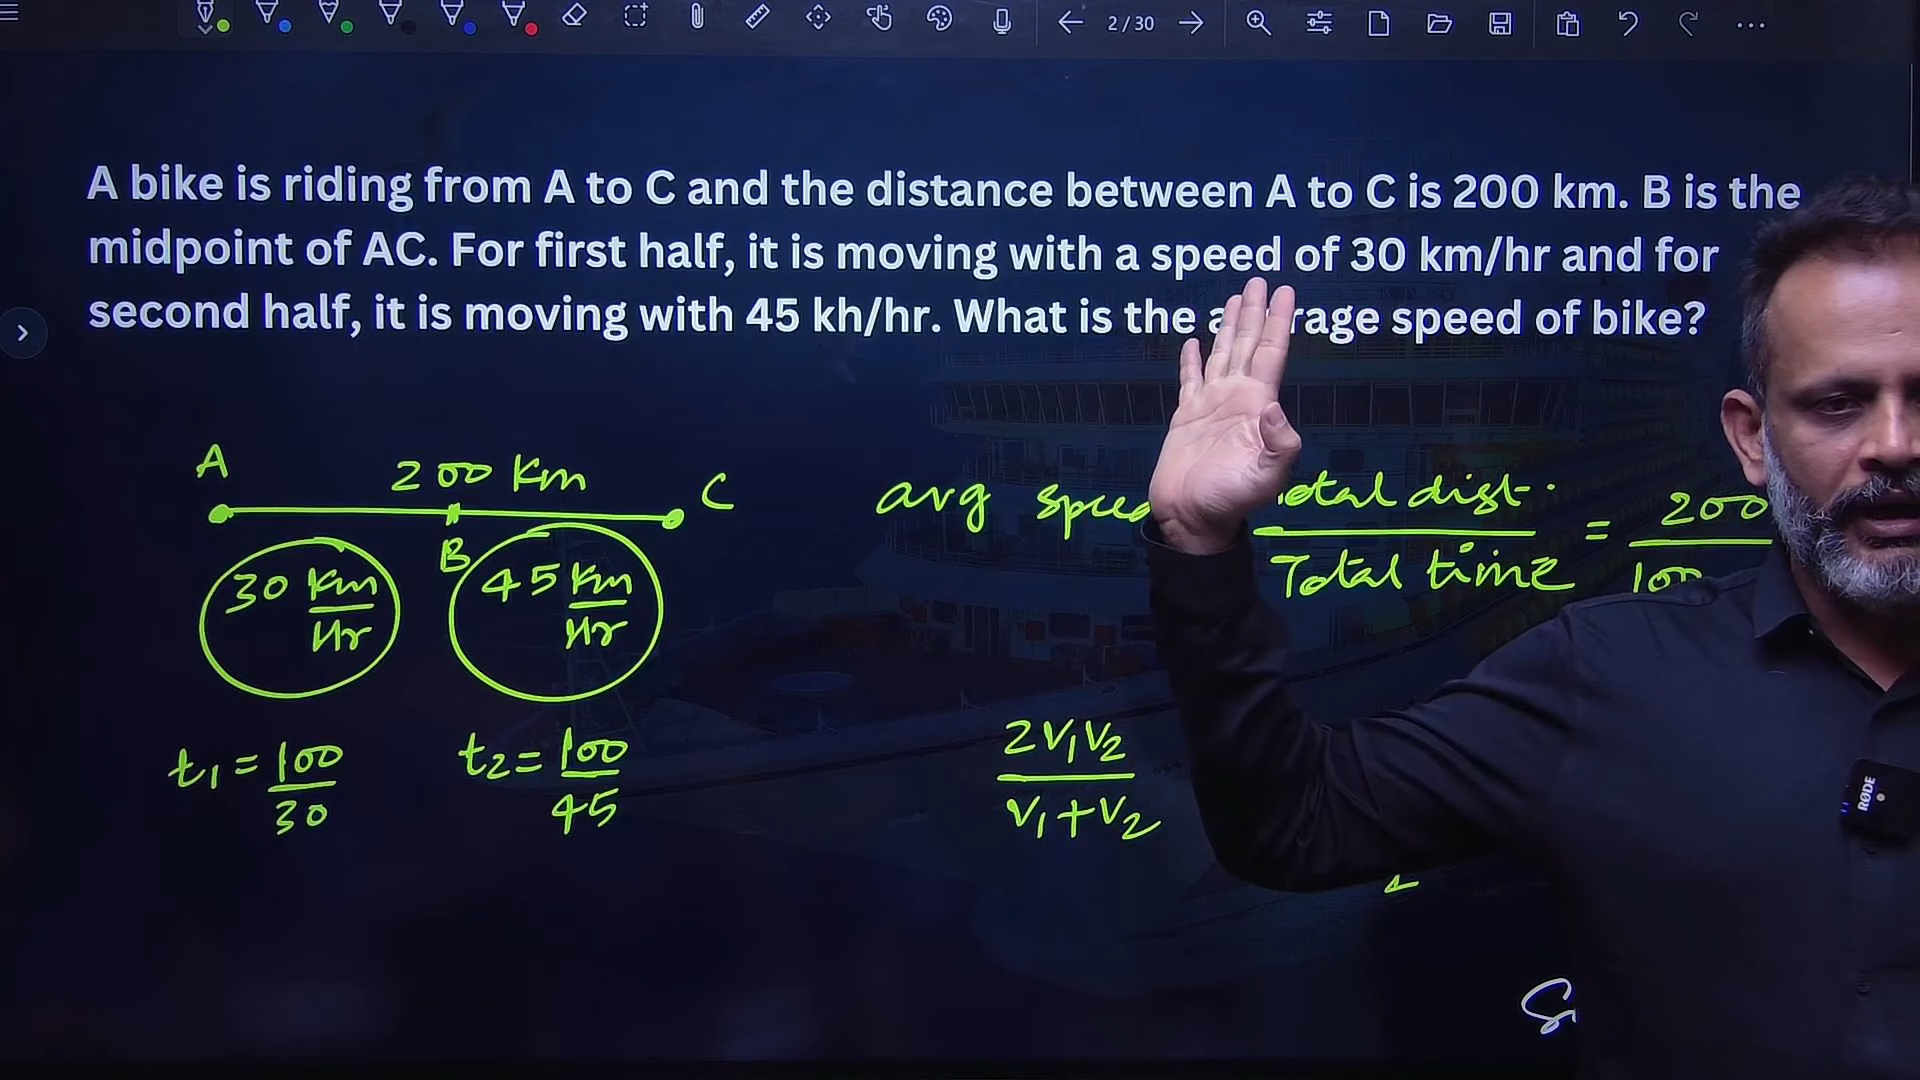 2/30
A bike is riding from A to C and the distance between A to C is 200 km. B is the
midpoint of AC. For first half, it is moving with a speed of 30 km/hr and for
second half, it is moving with 45 kh/hr. What is the speed of bike?
A 200 Km C
B
30 Km/Hr 45 Km/Hr
avg dist. = 200
Total time 100
t1 = 100/30 t2 = 100/45
2V1V2
V1+V2
RØDE